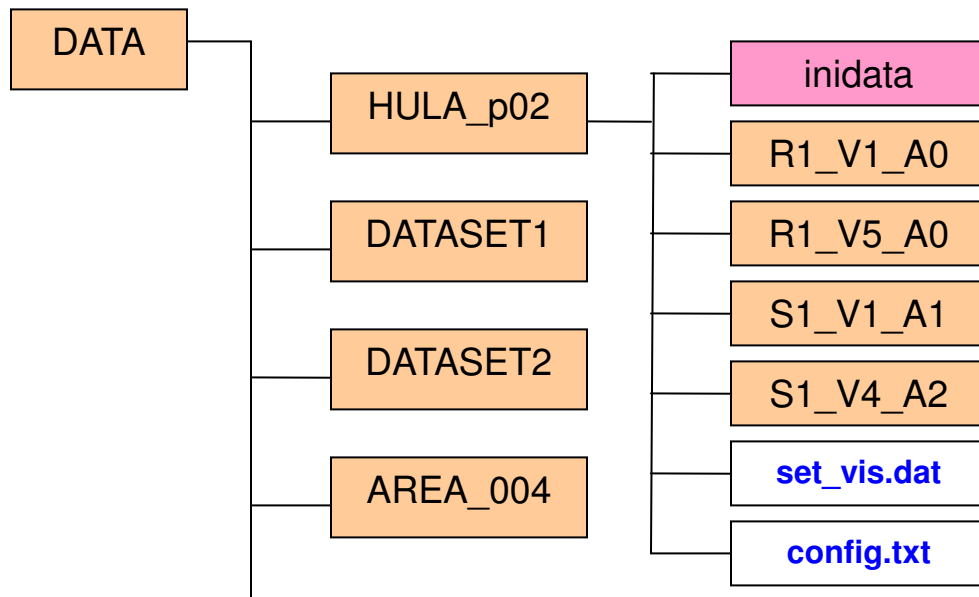 DATA
HULA_p02
DATASET1
DATASET2
AREA_004
inidata
R1_V1_A0
R1_V5_A0
S1_V1_A1
S1_V4_A2
set_vis.dat
config.txt